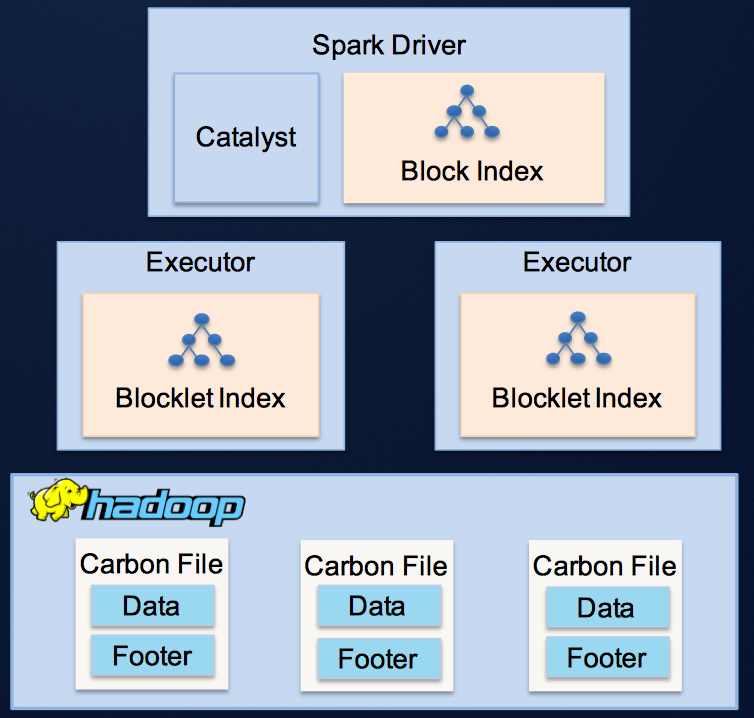 Spark Driver
Catalyst
Block Index
Executor
Executor
Blocklet Index
Blocklet Index
hadoop
Carbon File
Carbon File
Carbon File
Data
Data
Data
Footer
Footer
Footer